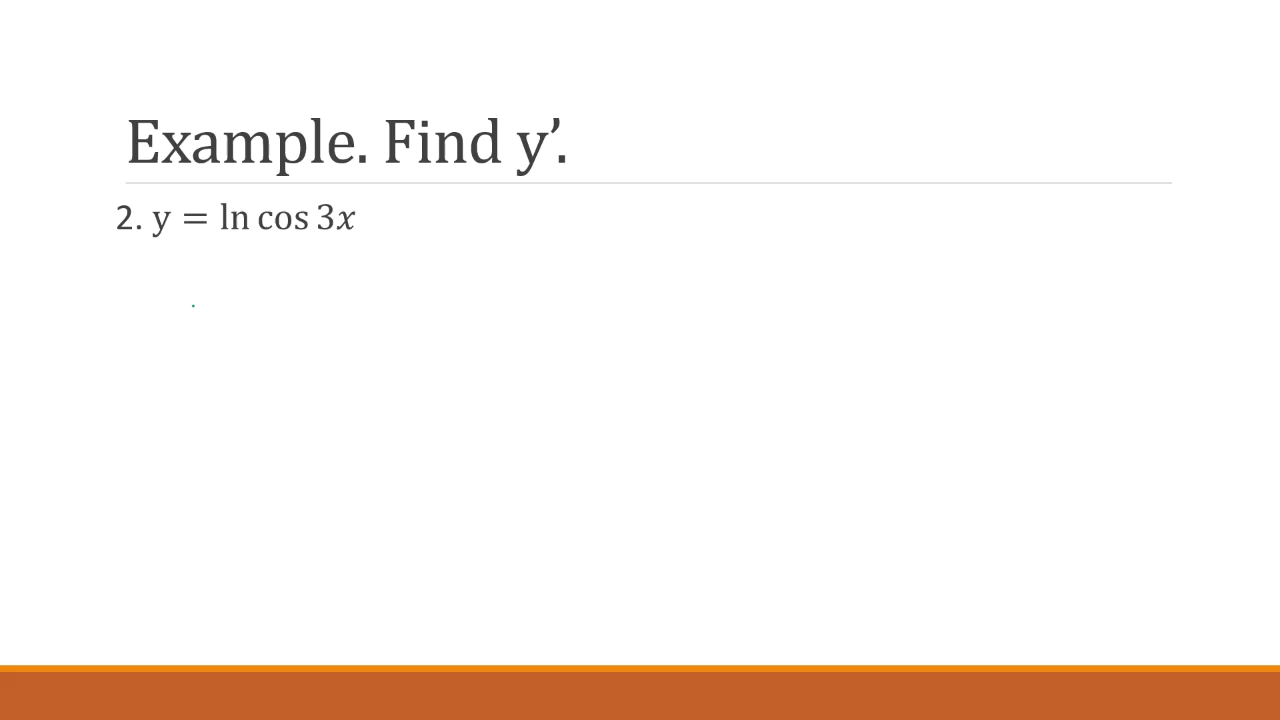 Example. Find y’.
2. y = ln cos 3x